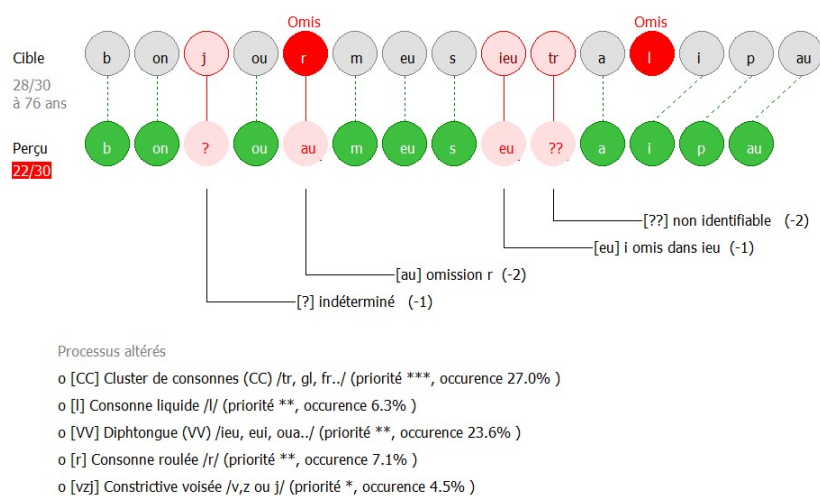 Omis Omis
Cible b on j ou r m eu s ieu tr a l i p au
28/30
à 76 ans
Perçu b on ? ou au m eu s eu ?? a i p au
22/30
[??] non identifiable (-2)
[eu] i omis dans ieu (-1)
[au] omission r (-2)
[?] indéterminé (-1)
Processus altérés
o [CC] Cluster de consonnes (CC) /tr, gl, fr../ (priorité ***, occurence 27.0% )
o [l] Consonne liquide /l/ (priorité **, occurence 6.3% )
o [VV] Diphtongue (VV) /ieu, eui, oua../ (priorité **, occurence 23.6% )
o [r] Consonne roulée /r/ (priorité **, occurence 7.1% )
o [vzj] Constrictive voisée /v,z ou j/ (priorité *, occurence 4.5% )